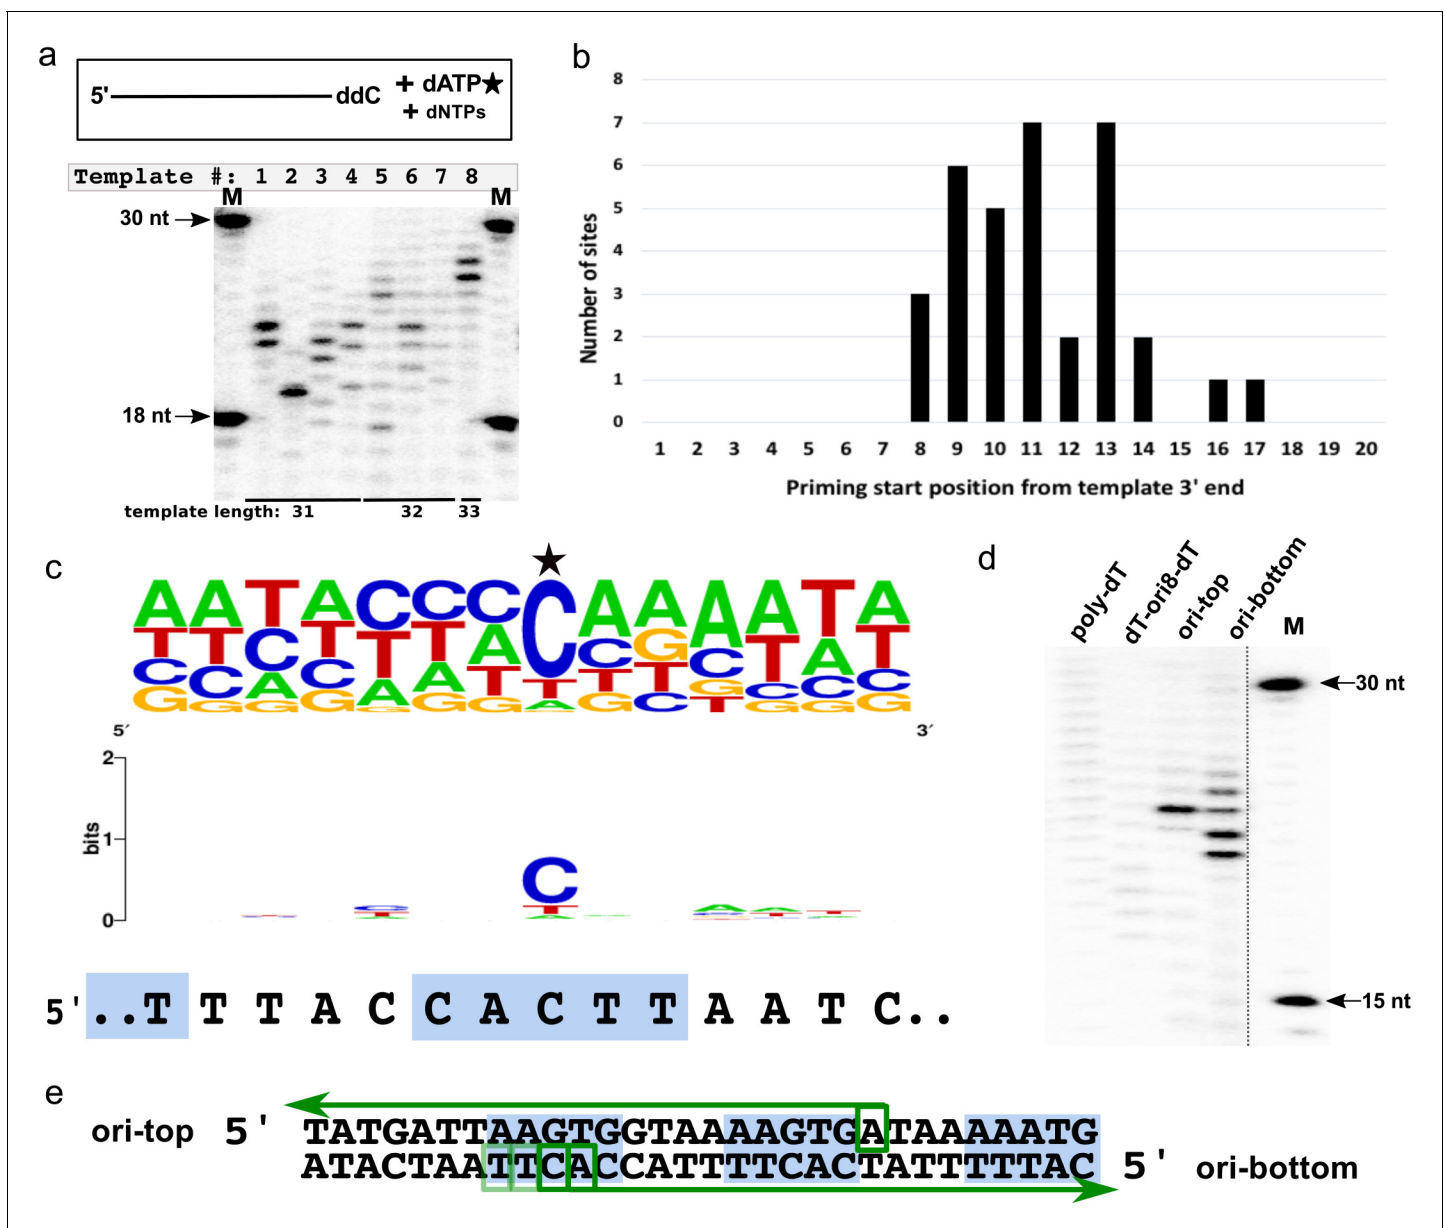 a
5' ddC + dATP★
+ dNTPs
Template #: 1 2 3 4 5 6 7 8
M M
30 nt
18 nt
template length: 31 32 33
b
8
7
6
5
4
3
2
1
0
Number of sites
1 2 3 4 5 6 7 8 9 10 11 12 13 14 15 16 17 18 19 20
Priming start position from template 3' end
c
★
AATACCCCAAAATA
TTCTTTACGCTAT
5′ 3′
2
1
0
bits
C
5'..T T T A C C A C T T A A T C..
d
poly-dT
dT-ori8-dT
ori-top
ori-bottom
M
30 nt
15 nt
e
ori-top 5' TATGATTAAGTGGTAAAAGTGATAAAAATG
ATACTAATTCACCATTTTCACTATTTTTAC 5' ori-bottom